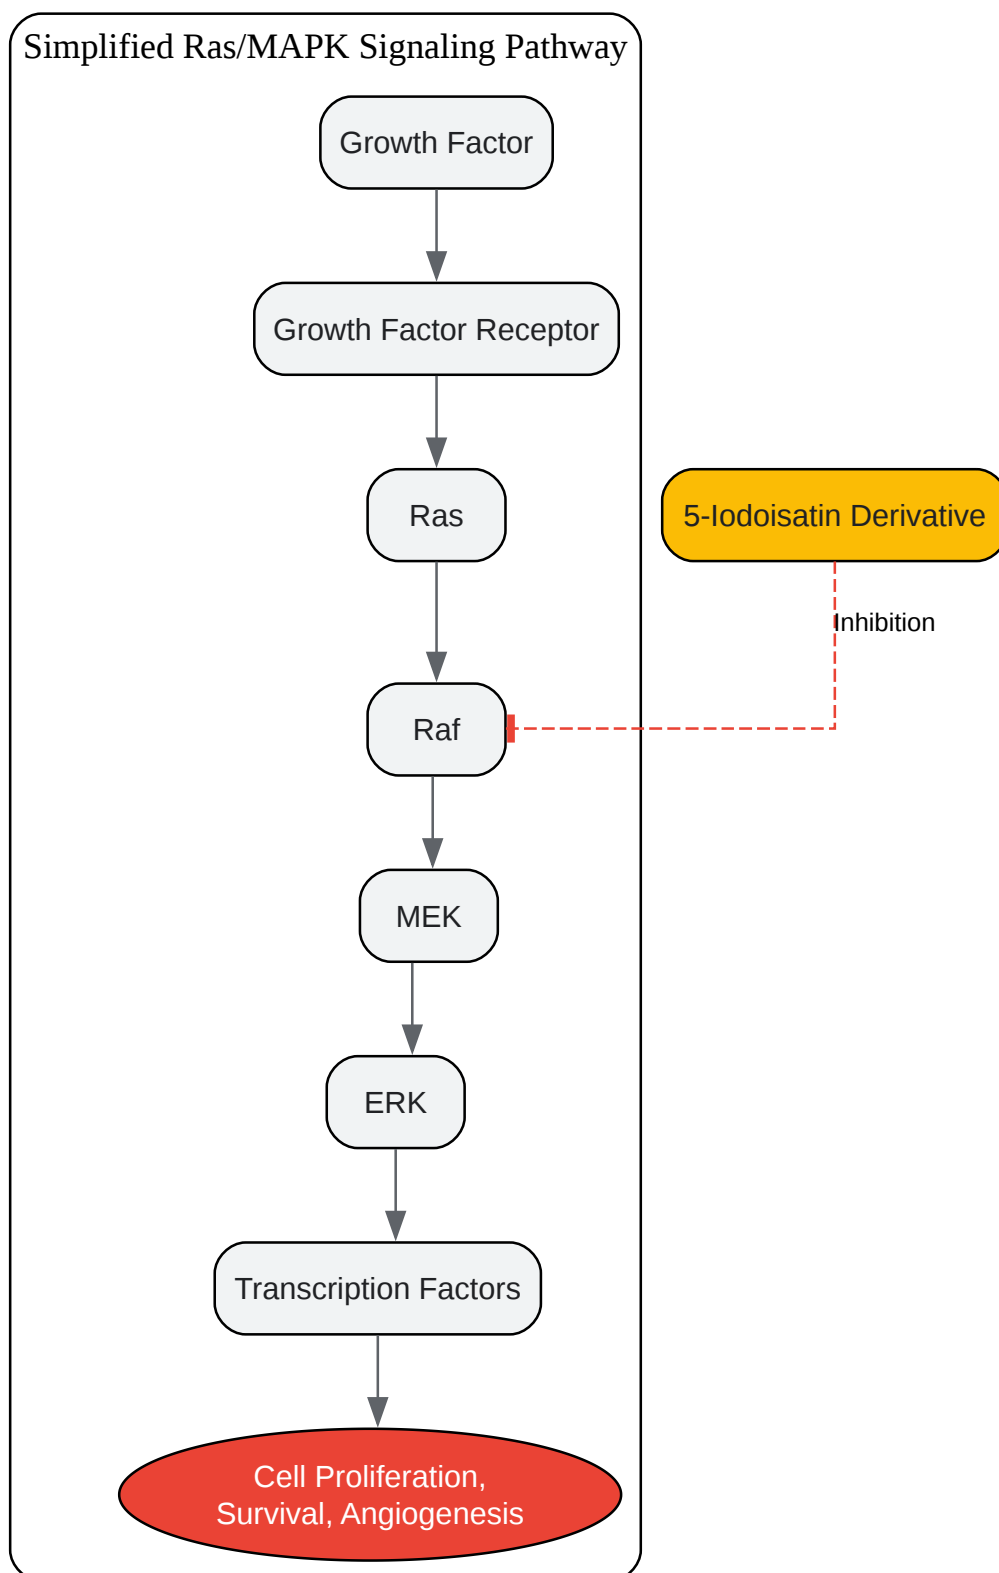 Simplified Ras/MAPK Signaling Pathway
Growth Factor
Growth Factor Receptor
Ras
5-Iodoisatin Derivative
Inhibition
Raf
MEK
ERK
Transcription Factors
Cell Proliferation,
Survival, Angiogenesis